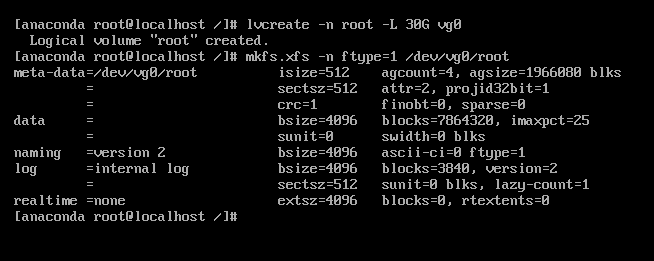 [anaconda root@localhost /]# lvcreate -n root -L 30G vg0
  Logical volume "root" created.
[anaconda root@localhost /]# mkfs.xfs -n ftype=1 /dev/vg0/root
meta-data=/dev/vg0/root          isize=512    agcount=4, agsize=1966080 blks
         =                       sectsz=512   attr=2, projid32bit=1
         =                       crc=1        finobt=0, sparse=0
data     =                       bsize=4096   blocks=7864320, imaxpct=25
         =                       sunit=0      swidth=0 blks
naming   =version 2              bsize=4096   ascii-ci=0 ftype=1
log      =internal log           bsize=4096   blocks=3840, version=2
         =                       sectsz=512   sunit=0 blks, lazy-count=1
realtime =none                   extsz=4096   blocks=0, rtextents=0
[anaconda root@localhost /]#